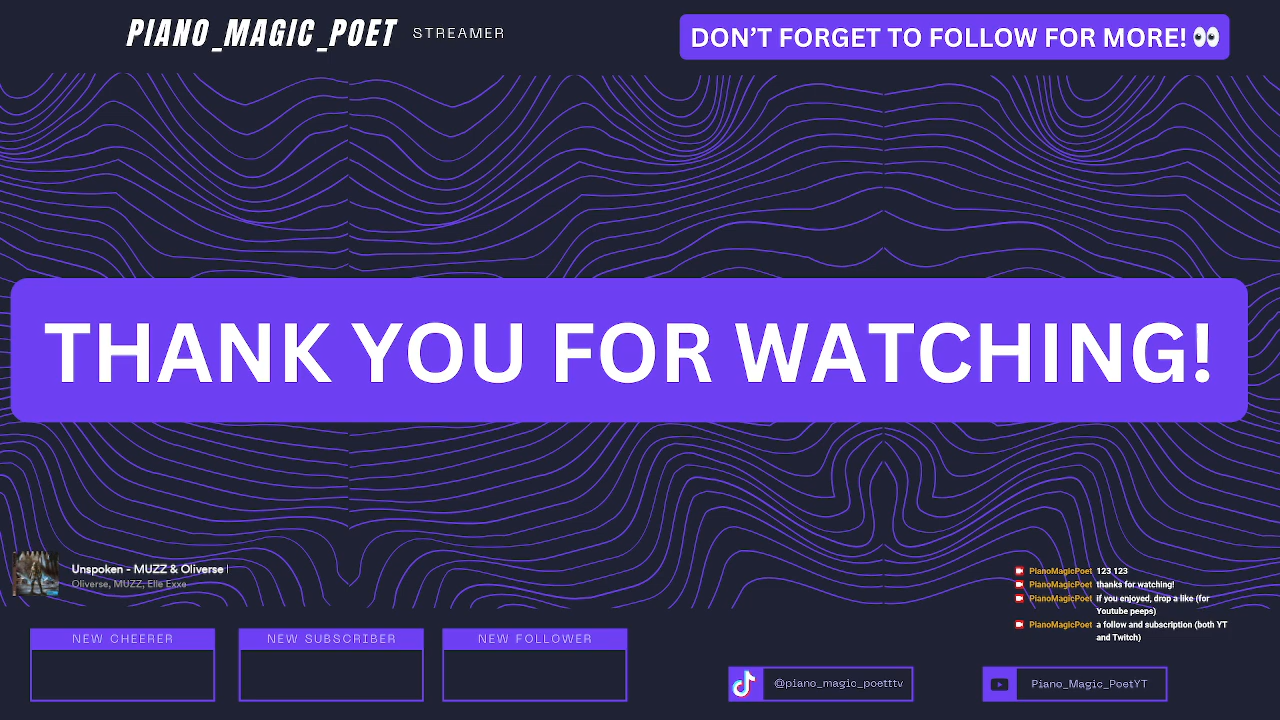 PIANO_MAGIC_POET STREAMER
DON'T FORGET TO FOLLOW FOR MORE! 👀
THANK YOU FOR WATCHING!
Unspoken - MUZZ & Oliverse
Oliverse, MUZZ, Elle Exxe
PianoMagicPoet 123 123
PianoMagicPoet thanks for watching!
PianoMagicPoet if you enjoyed, drop a like (for
Youtube peeps)
PianoMagicPoet a follow and subscription (both YT
and Twitch)
NEW CHEERER
NEW SUBSCRIBER
NEW FOLLOWER
@piano_magic_poetttv
Piano_Magic_PoetYT